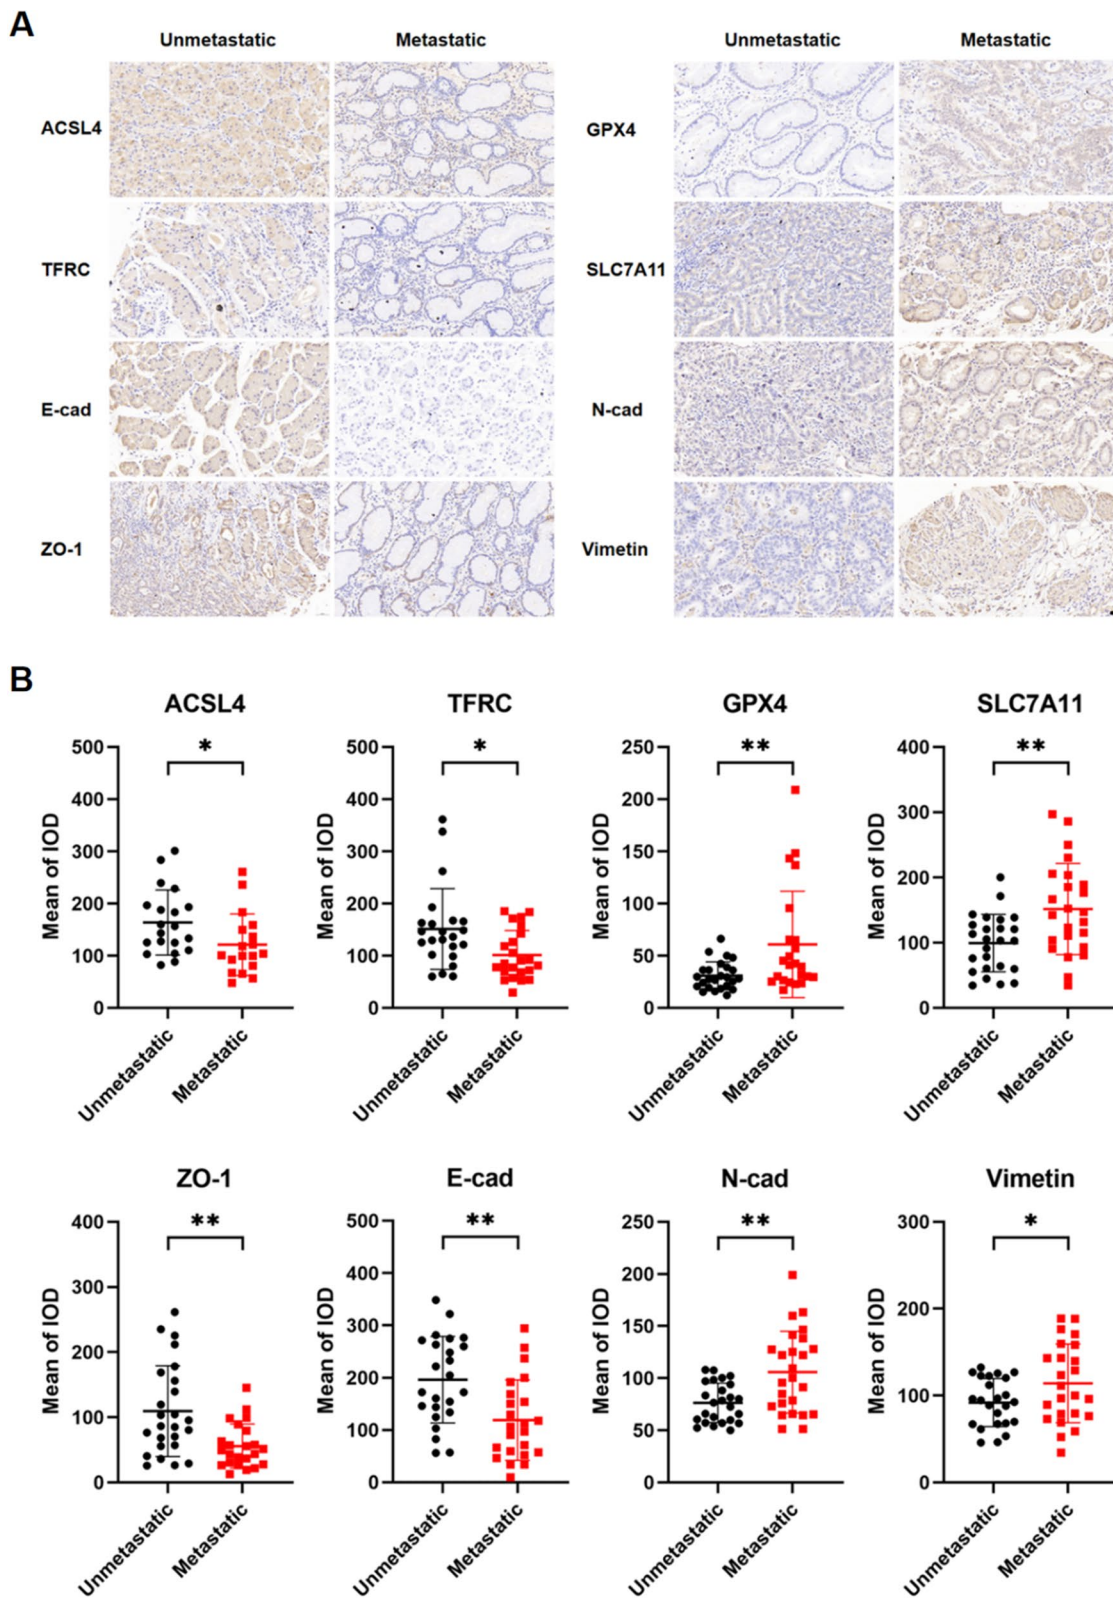 A
Unmetastatic Metastatic Unmetastatic Metastatic
ACSL4 GPX4
TFRC SLC7A11
E-cad N-cad
ZO-1 Vimetin
B
ACSL4 TFRC GPX4 SLC7A11
* * ** **
Mean of IOD Mean of IOD Mean of IOD Mean of IOD
500 500 250 400
400 400 200 300
300 300 150 200
200 200 100 100
100 100 50 0
0 0 0
Unmetastatic Metastatic Unmetastatic Metastatic Unmetastatic Metastatic Unmetastatic Metastatic
ZO-1 E-cad N-cad Vimetin
** ** ** *
Mean of IOD Mean of IOD Mean of IOD Mean of IOD
400 500 250 300
300 400 200 200
200 300 150 100
100 200 100 0
0 100 50
0 0
Unmetastatic Metastatic Unmetastatic Metastatic Unmetastatic Metastatic Unmetastatic Metastatic